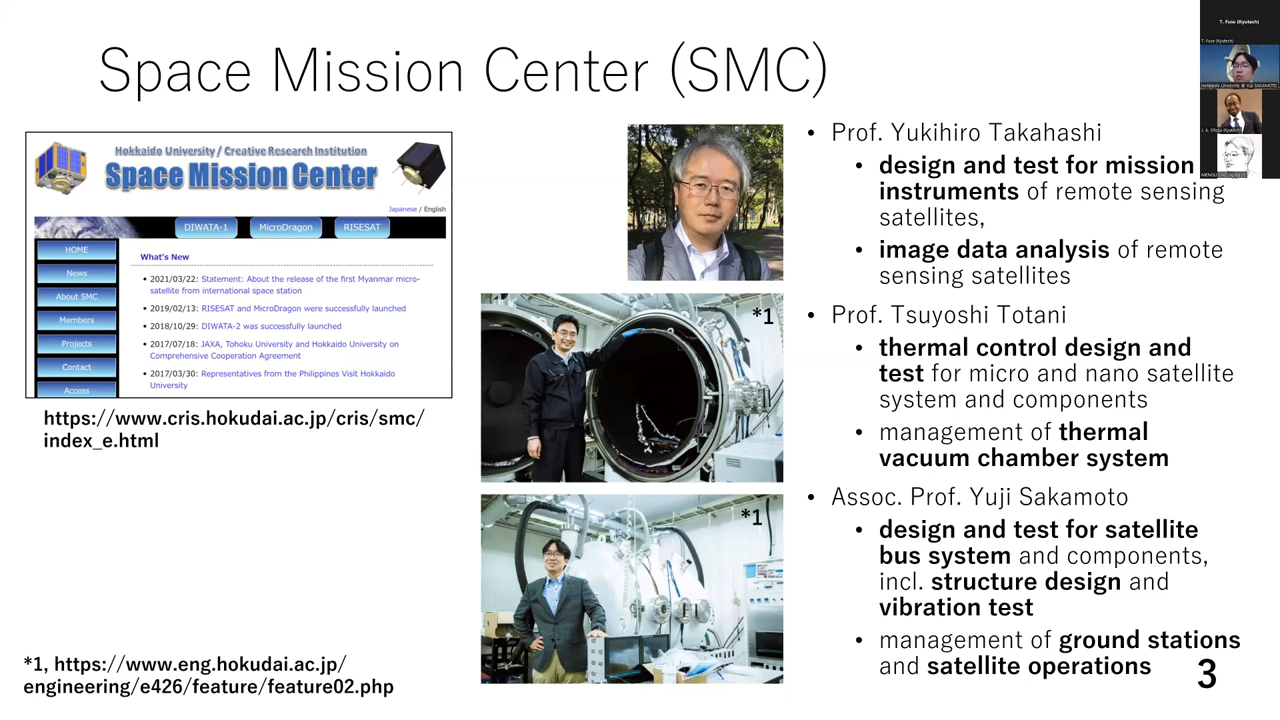 Space Mission Center (SMC)
T. Fuse (Kyutech)
T. Fuse (Kyutech)
Hokkaido University / Creative Research Institution
Space Mission Center
Japanese / English
DIWATA-1
MicroDragon
RISESAT
HOME
News
About SMC
Members
Projects
Contact
Access
What's New
• 2021/03/22: Statement: About the release of the first Myanmar micro-
satellite from international space station
• 2019/02/13: RISESAT and MicroDragon were successfully launched
• 2018/10/29: DIWATA-2 was successfully launched
• 2017/07/18: JAXA, Tohoku University and Hokkaido University on
Comprehensive Cooperation Agreement
• 2017/03/30: Representatives from the Philippines Visit Hokkaido
University
https://www.cris.hokudai.ac.jp/cris/smc/
index_e.html
*1
*1
• Prof. Yukihiro Takahashi
• design and test for mission
instruments of remote sensing
satellites,
• image data analysis of remote
sensing satellites
• Prof. Tsuyoshi Totani
• thermal control design and
test for micro and nano satellite
system and components
• management of thermal
vacuum chamber system
• Assoc. Prof. Yuji Sakamoto
• design and test for satellite
bus system and components,
incl. structure design and
vibration test
• management of ground stations
and satellite operations
*1, https://www.eng.hokudai.ac.jp/
engineering/e426/feature/feature02.php
3